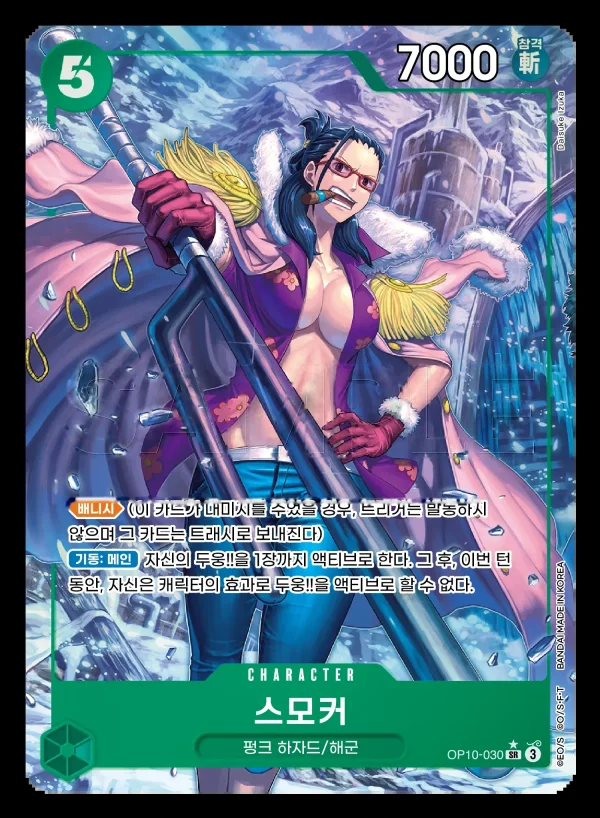 5
7000
참격
斬
Daisuke Iizuka
SAMPLE
배니시 (이 카드가 대미지를 주었을 경우, 트리거는 발동하지
않으며 그 카드는 트래시로 보내진다)
기동: 메인 자신의 두웅!!을 1장까지 액티브로 한다. 그 후, 이번 턴
동안, 자신은 캐릭터의 효과로 두웅!!을 액티브로 할 수 없다.
CHARACTER
스모커
펑크 하자드/해군
OP10-030 SR 3
©E.O/S ©O/S·F·T BANDAI MADE IN KOREA